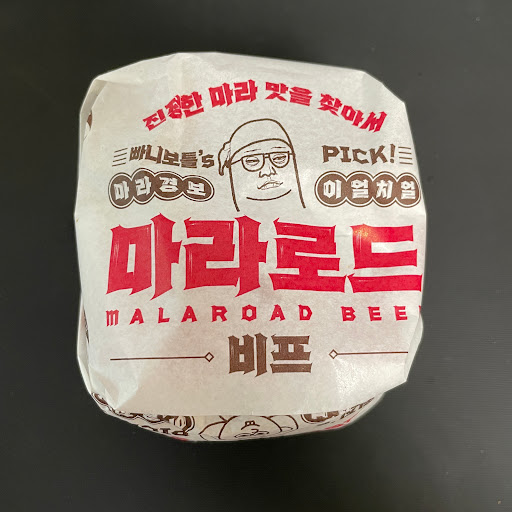 진정한 마라 맛을 찾아서
빠니보틀's PICK!
마라경보 이열치열
마라로드
MALAROAD BEE
비프